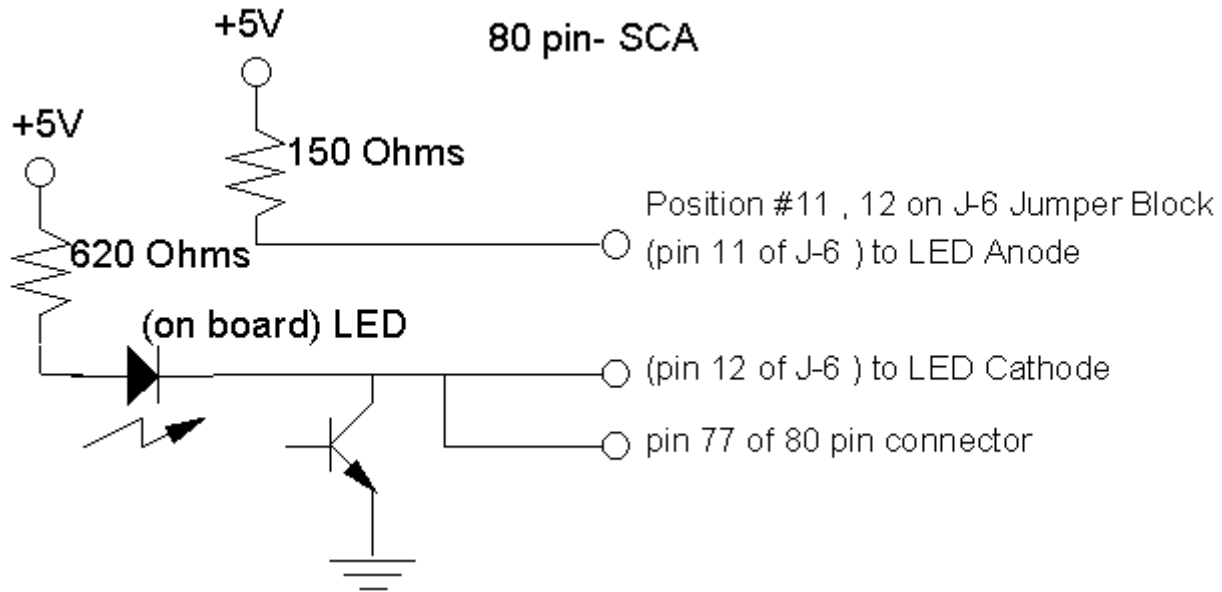 +5V
80 pin- SCA
+5V
150 Ohms
Position #11 , 12 on J-6 Jumper Block
(pin 11 of J-6 ) to LED Anode
620 Ohms
(on board) LED
(pin 12 of J-6 ) to LED Cathode
pin 77 of 80 pin connector